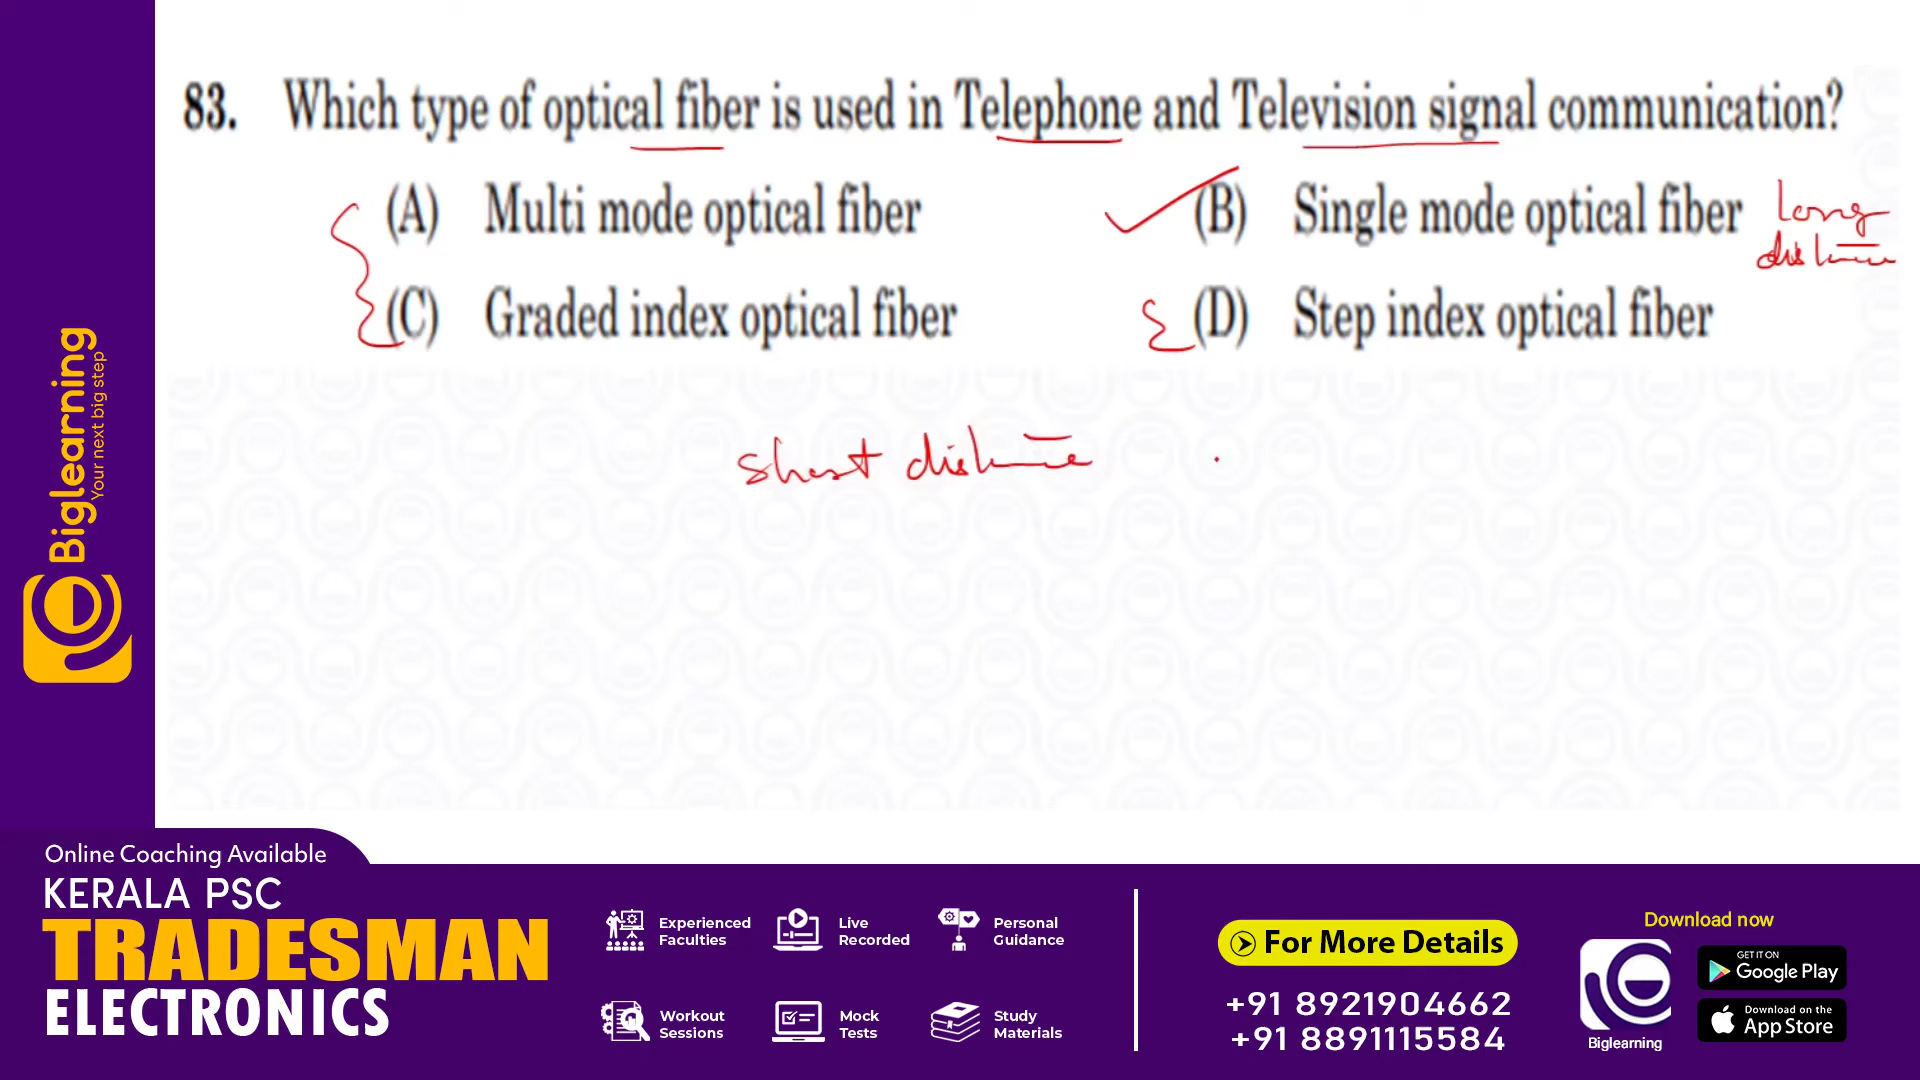 83. Which type of optical fiber is used in Telephone and Television signal communication?
(A) Multi mode optical fiber
(B) Single mode optical fiber
long
distance
(C) Graded index optical fiber
(D) Step index optical fiber
short distance
Biglearning
Your next big step
Online Coaching Available
KERALA PSC
TRADESMAN
ELECTRONICS
Experienced
Faculties
Live
Recorded
Personal
Guidance
Workout
Sessions
Mock
Tests
Study
Materials
For More Details
+91 8921904662
+91 8891115584
Download now
Biglearning
GET IT ON
Google Play
Download on the
App Store